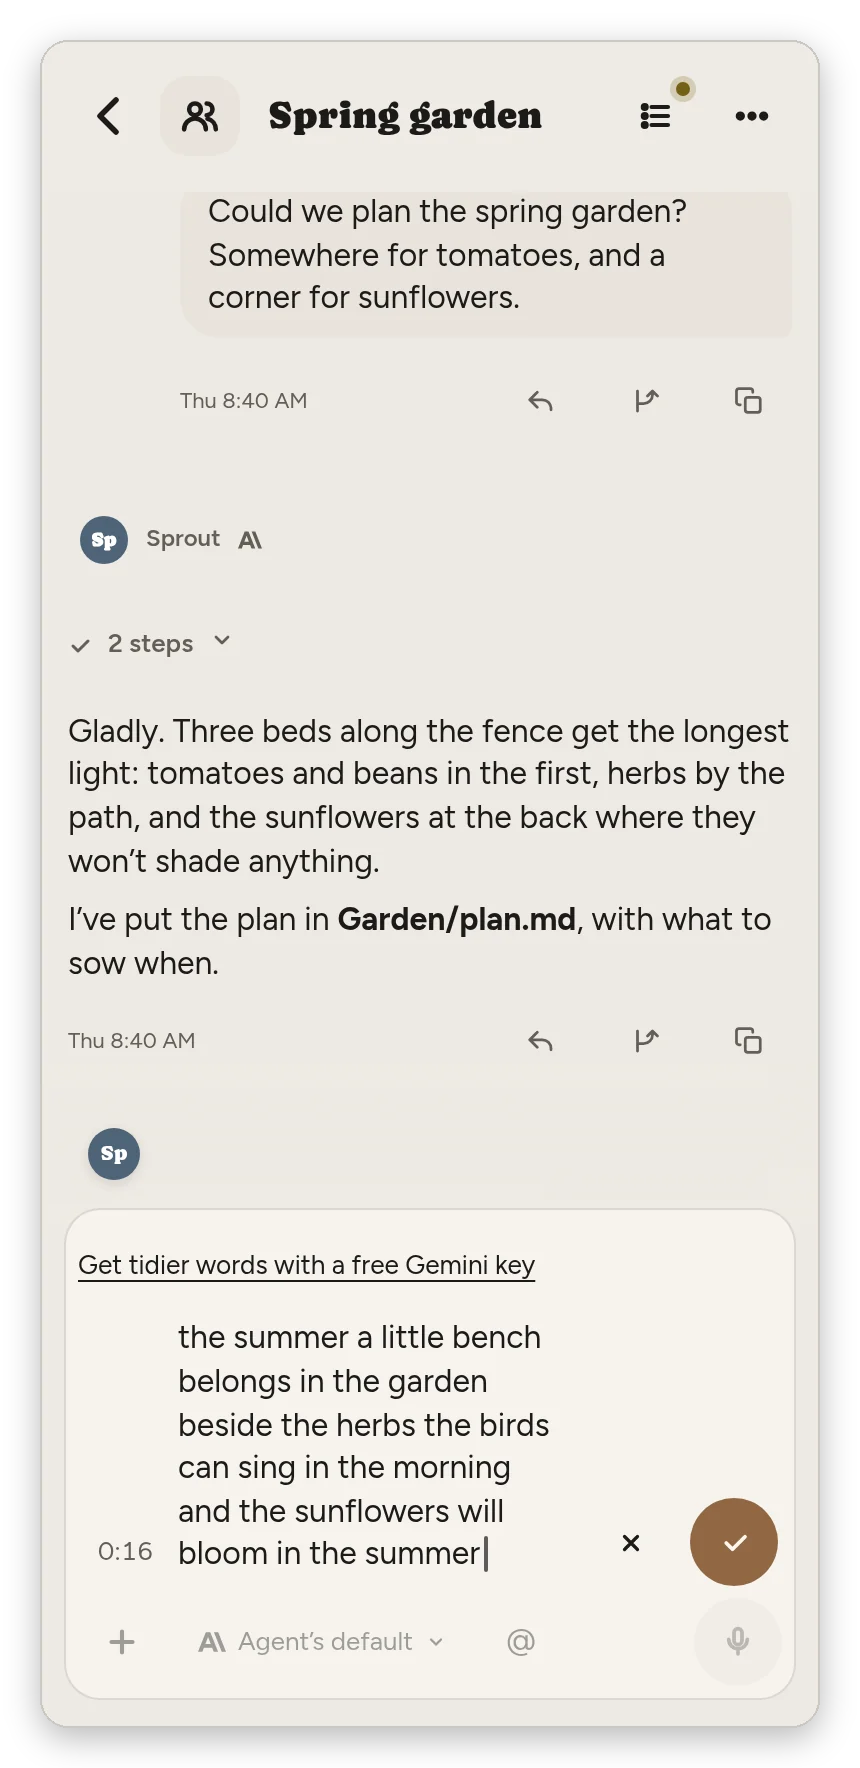 Spring garden
Could we plan the spring garden?
Somewhere for tomatoes, and a
corner for sunflowers.
Thu 8:40 AM
Sp
Sprout
2 steps
Gladly. Three beds along the fence get the longest
light: tomatoes and beans in the first, herbs by the
path, and the sunflowers at the back where they
won’t shade anything.
I’ve put the plan in Garden/plan.md, with what to
sow when.
Thu 8:40 AM
Sp
Get tidier words with a free Gemini key
the summer a little bench
belongs in the garden
beside the herbs the birds
can sing in the morning
and the sunflowers will
0:16 bloom in the summer
Agent’s default @